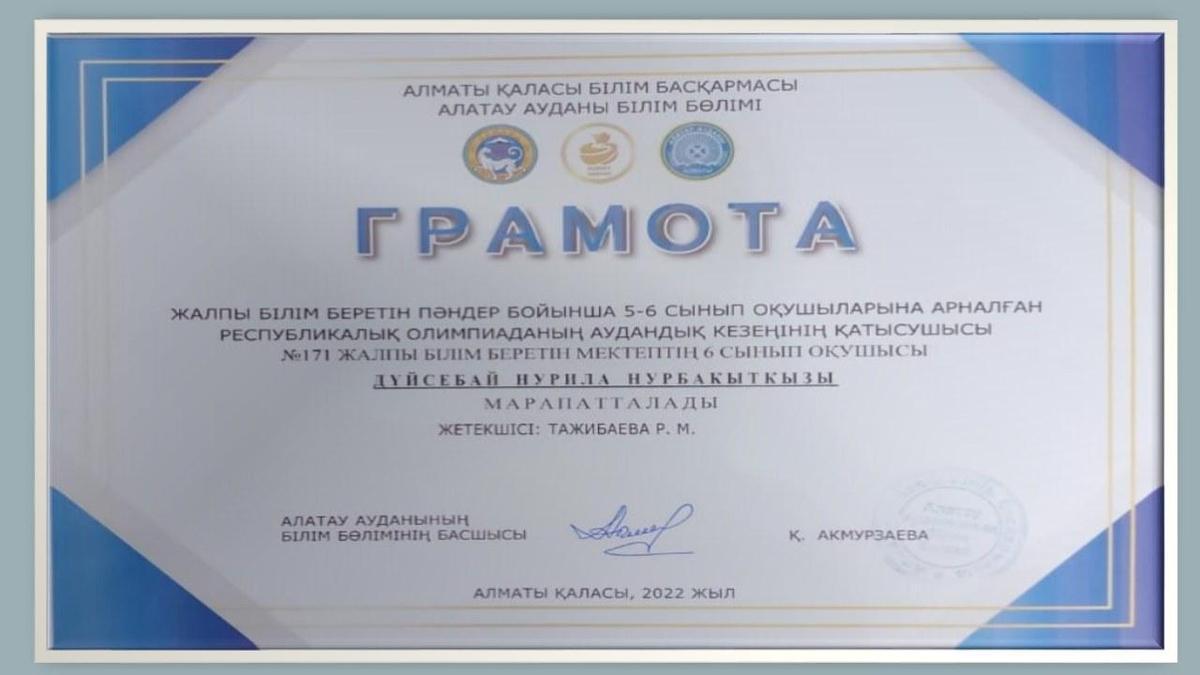 АЛМАТЫ ҚАЛАСЫ БІЛІМ БАСҚАРМАСЫ
АЛАТАУ АУДАНЫ БІЛІМ БӨЛІМІ
ГРАМОТА
ЖАЛПЫ БІЛІМ БЕРЕТІН ПӘНДЕР БОЙЫНША 5-6 СЫНЫП ОҚУШЫЛАРЫНА АРНАЛҒАН
РЕСПУБЛИКАЛЫҚ ОЛИМПИАДАНЫҢ АУДАНДЫҚ КЕЗЕҢІНІҢ ҚАТЫСУШЫСЫ
№171 ЖАЛПЫ БІЛІМ БЕРЕТІН МЕКТЕПТІҢ 6 СЫНЫП ОҚУШЫСЫ
ДҮЙСЕБАЙ НУРИЛА НУРБАКЫТКЫЗЫ
МАРАПАТТАЛАДЫ
ЖЕТЕКШІСІ: ТАЖИБАЕВА Р. М.
АЛАТАУ АУДАНЫНЫҢ
БІЛІМ БӨЛІМІНІҢ БАСШЫСЫ
Қ. АКМУРЗАЕВА
АЛМАТЫ ҚАЛАСЫ, 2022 ЖЫЛ